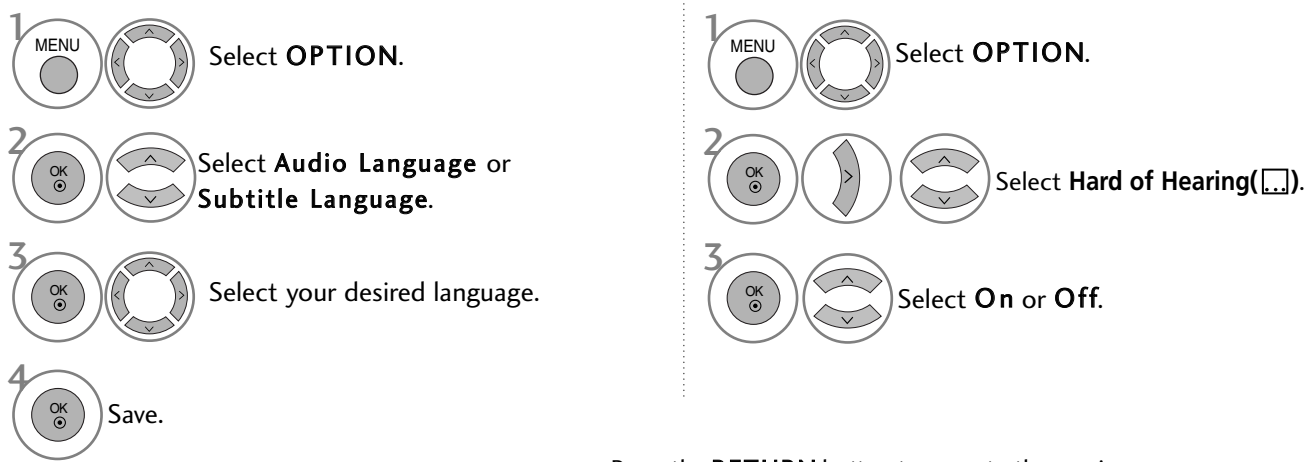 1
MENU
Select OPTION.
2
OK
Select Audio Language or
Subtitle Language.
3
OK
Select your desired language.
4
OK
Save.
1
MENU
Select OPTION.
2
OK
Select Hard of Hearing(...).
3
OK
Select On or Off.
RETURN